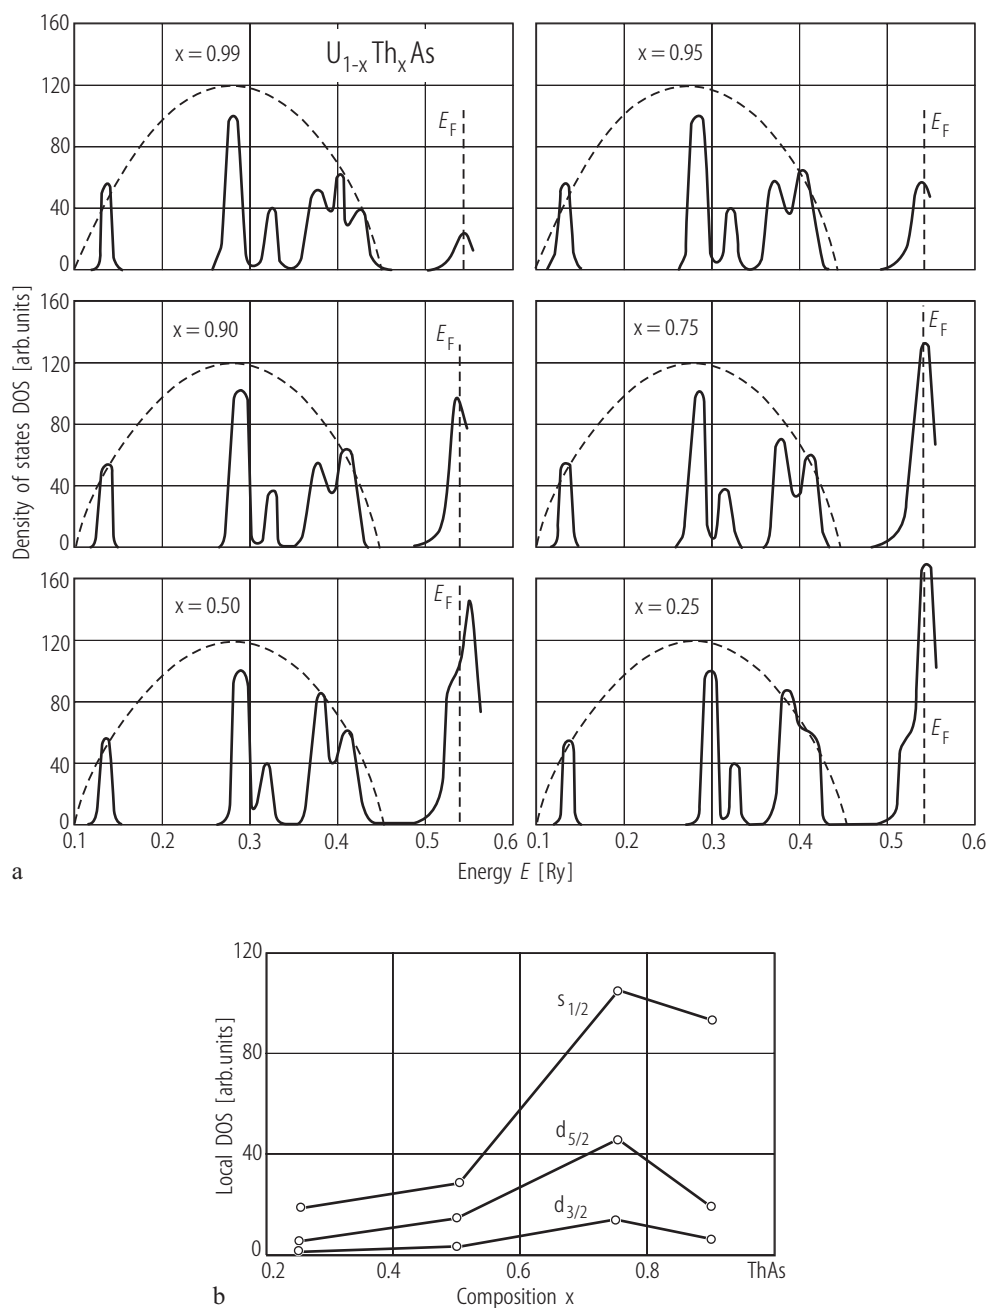 160
120
80
40
0
x = 0.99
U1-xThxAs
EF
x = 0.95
EF
160
120
80
40
0
x = 0.90
EF
x = 0.75
EF
160
120
80
40
0
x = 0.50
EF
x = 0.25
EF
0.1 0.2 0.3 0.4 0.5 0.6 0.1 0.2 0.3 0.4 0.5 0.6
Density of states DOS [arb.units]
Energy E [Ry]
a
120
80
40
0
s1/2
d5/2
d3/2
0.2 0.4 0.6 0.8 ThAs
Local DOS [arb.units]
Composition x
b